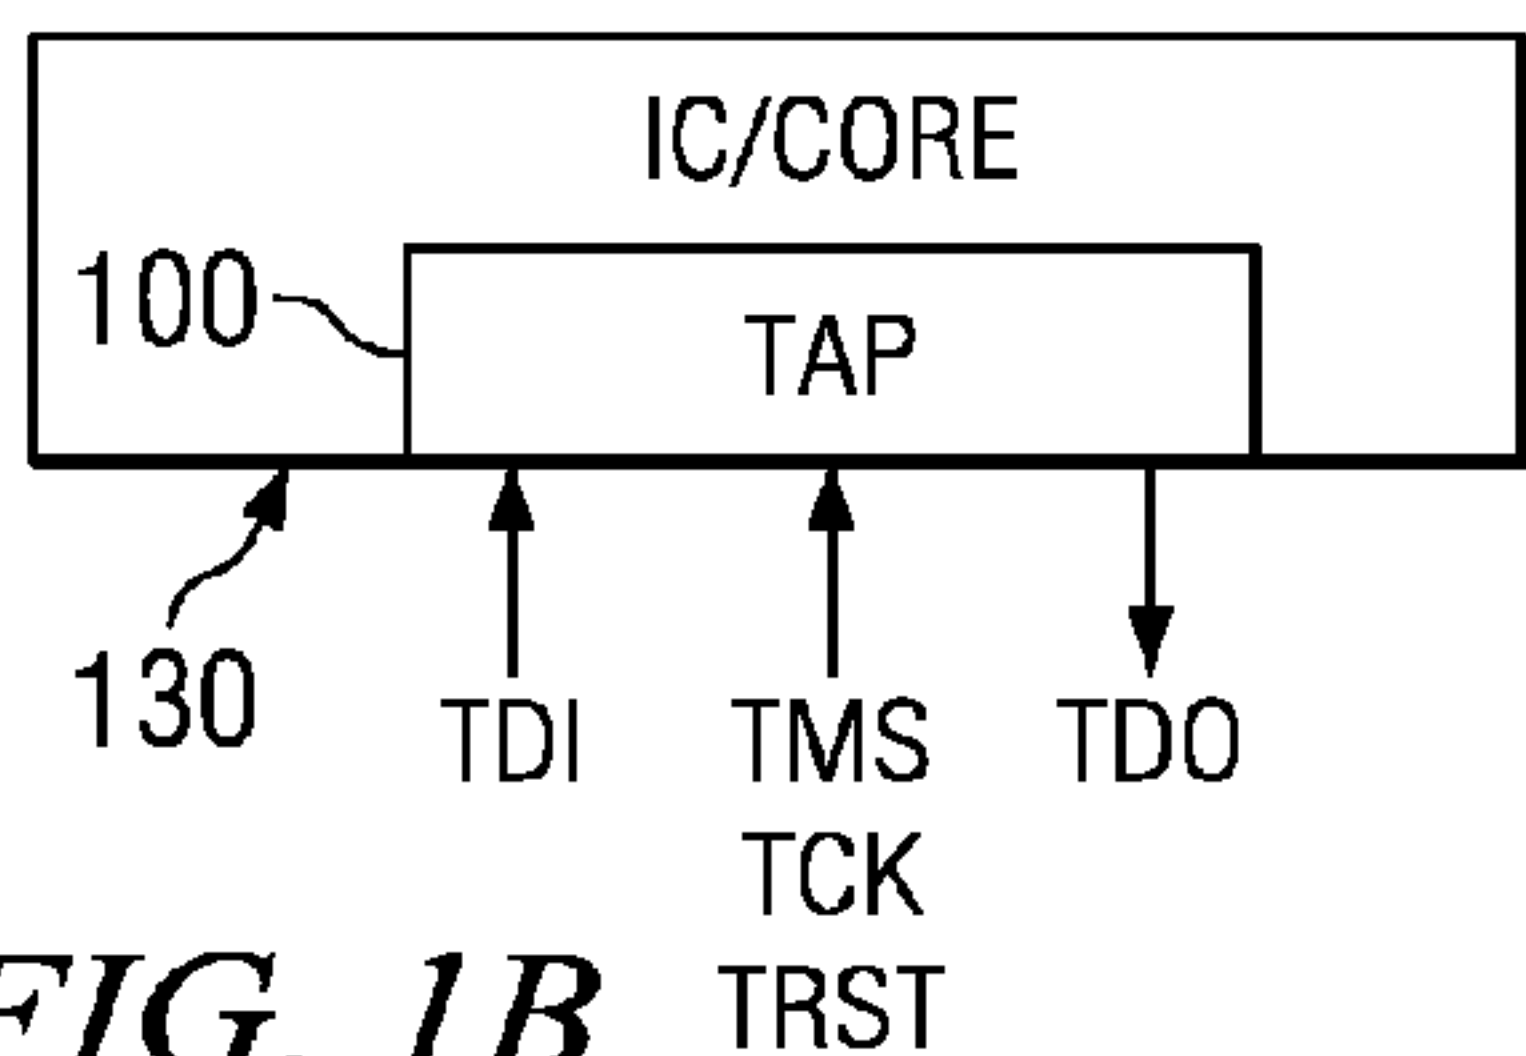 IC/CORE
100
TAP
130
TDI TMS TDO
TCK
TRST
FIG. 1B